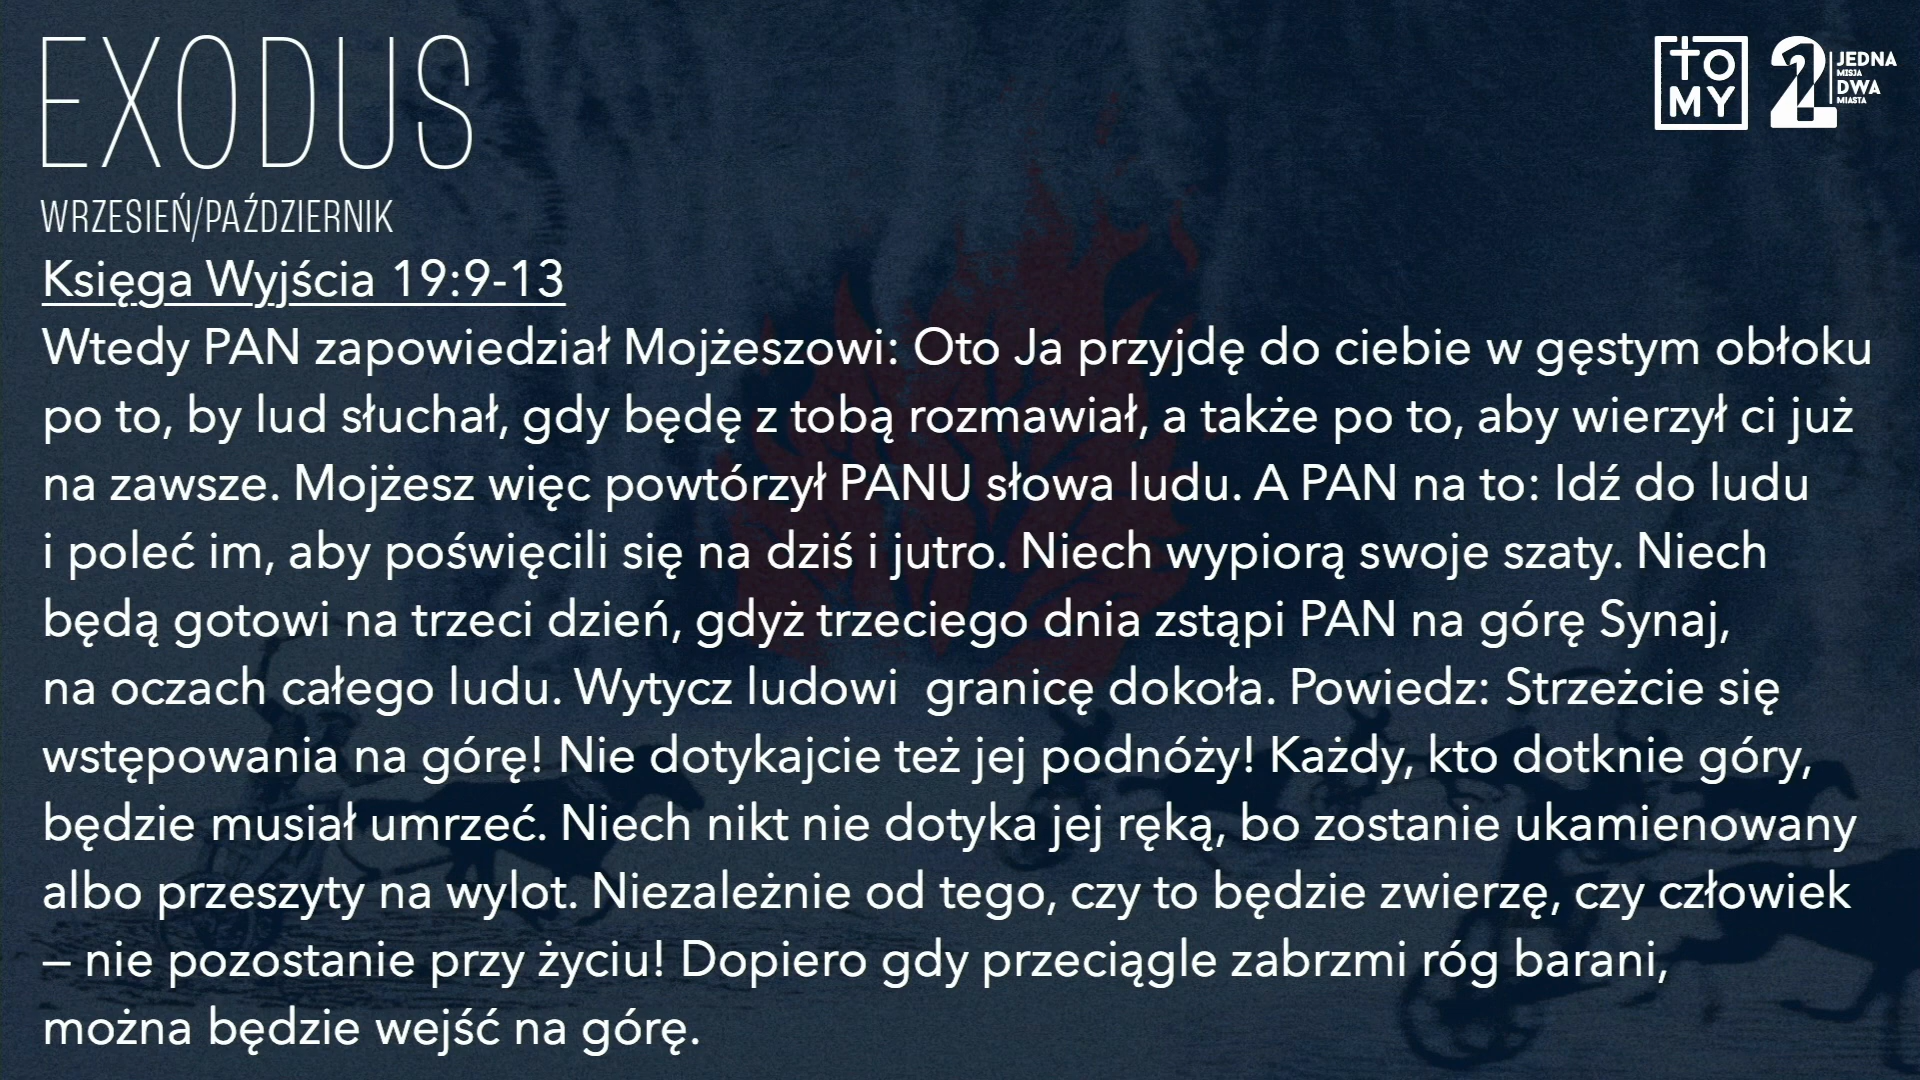 EXODUS
WRZESIEŃ/PAŹDZIERNIK
TO
MY
21
JEDNA
MISJA
DWA
MIASTA
Księga Wyjścia 19:9-13
Wtedy PAN zapowiedział Mojżeszowi: Oto Ja przyjdę do ciebie w gęstym obłoku
po to, by lud słuchał, gdy będę z tobą rozmawiał, a także po to, aby wierzył ci już
na zawsze. Mojżesz więc powtórzył PANU słowa ludu. A PAN na to: Idź do ludu
i poleć im, aby poświęcili się na dziś i jutro. Niech wypiorą swoje szaty. Niech
będą gotowi na trzeci dzień, gdyż trzeciego dnia zstąpi PAN na górę Synaj,
na oczach całego ludu. Wytycz ludowi  granicę dokoła. Powiedz: Strzeżcie się
wstępowania na górę! Nie dotykajcie też jej podnóży! Każdy, kto dotknie góry,
będzie musiał umrzeć. Niech nikt nie dotyka jej ręką, bo zostanie ukamienowany
albo przeszyty na wylot. Niezależnie od tego, czy to będzie zwierzę, czy człowiek
– nie pozostanie przy życiu! Dopiero gdy przeciągle zabrzmi róg barani,
można będzie wejść na górę.